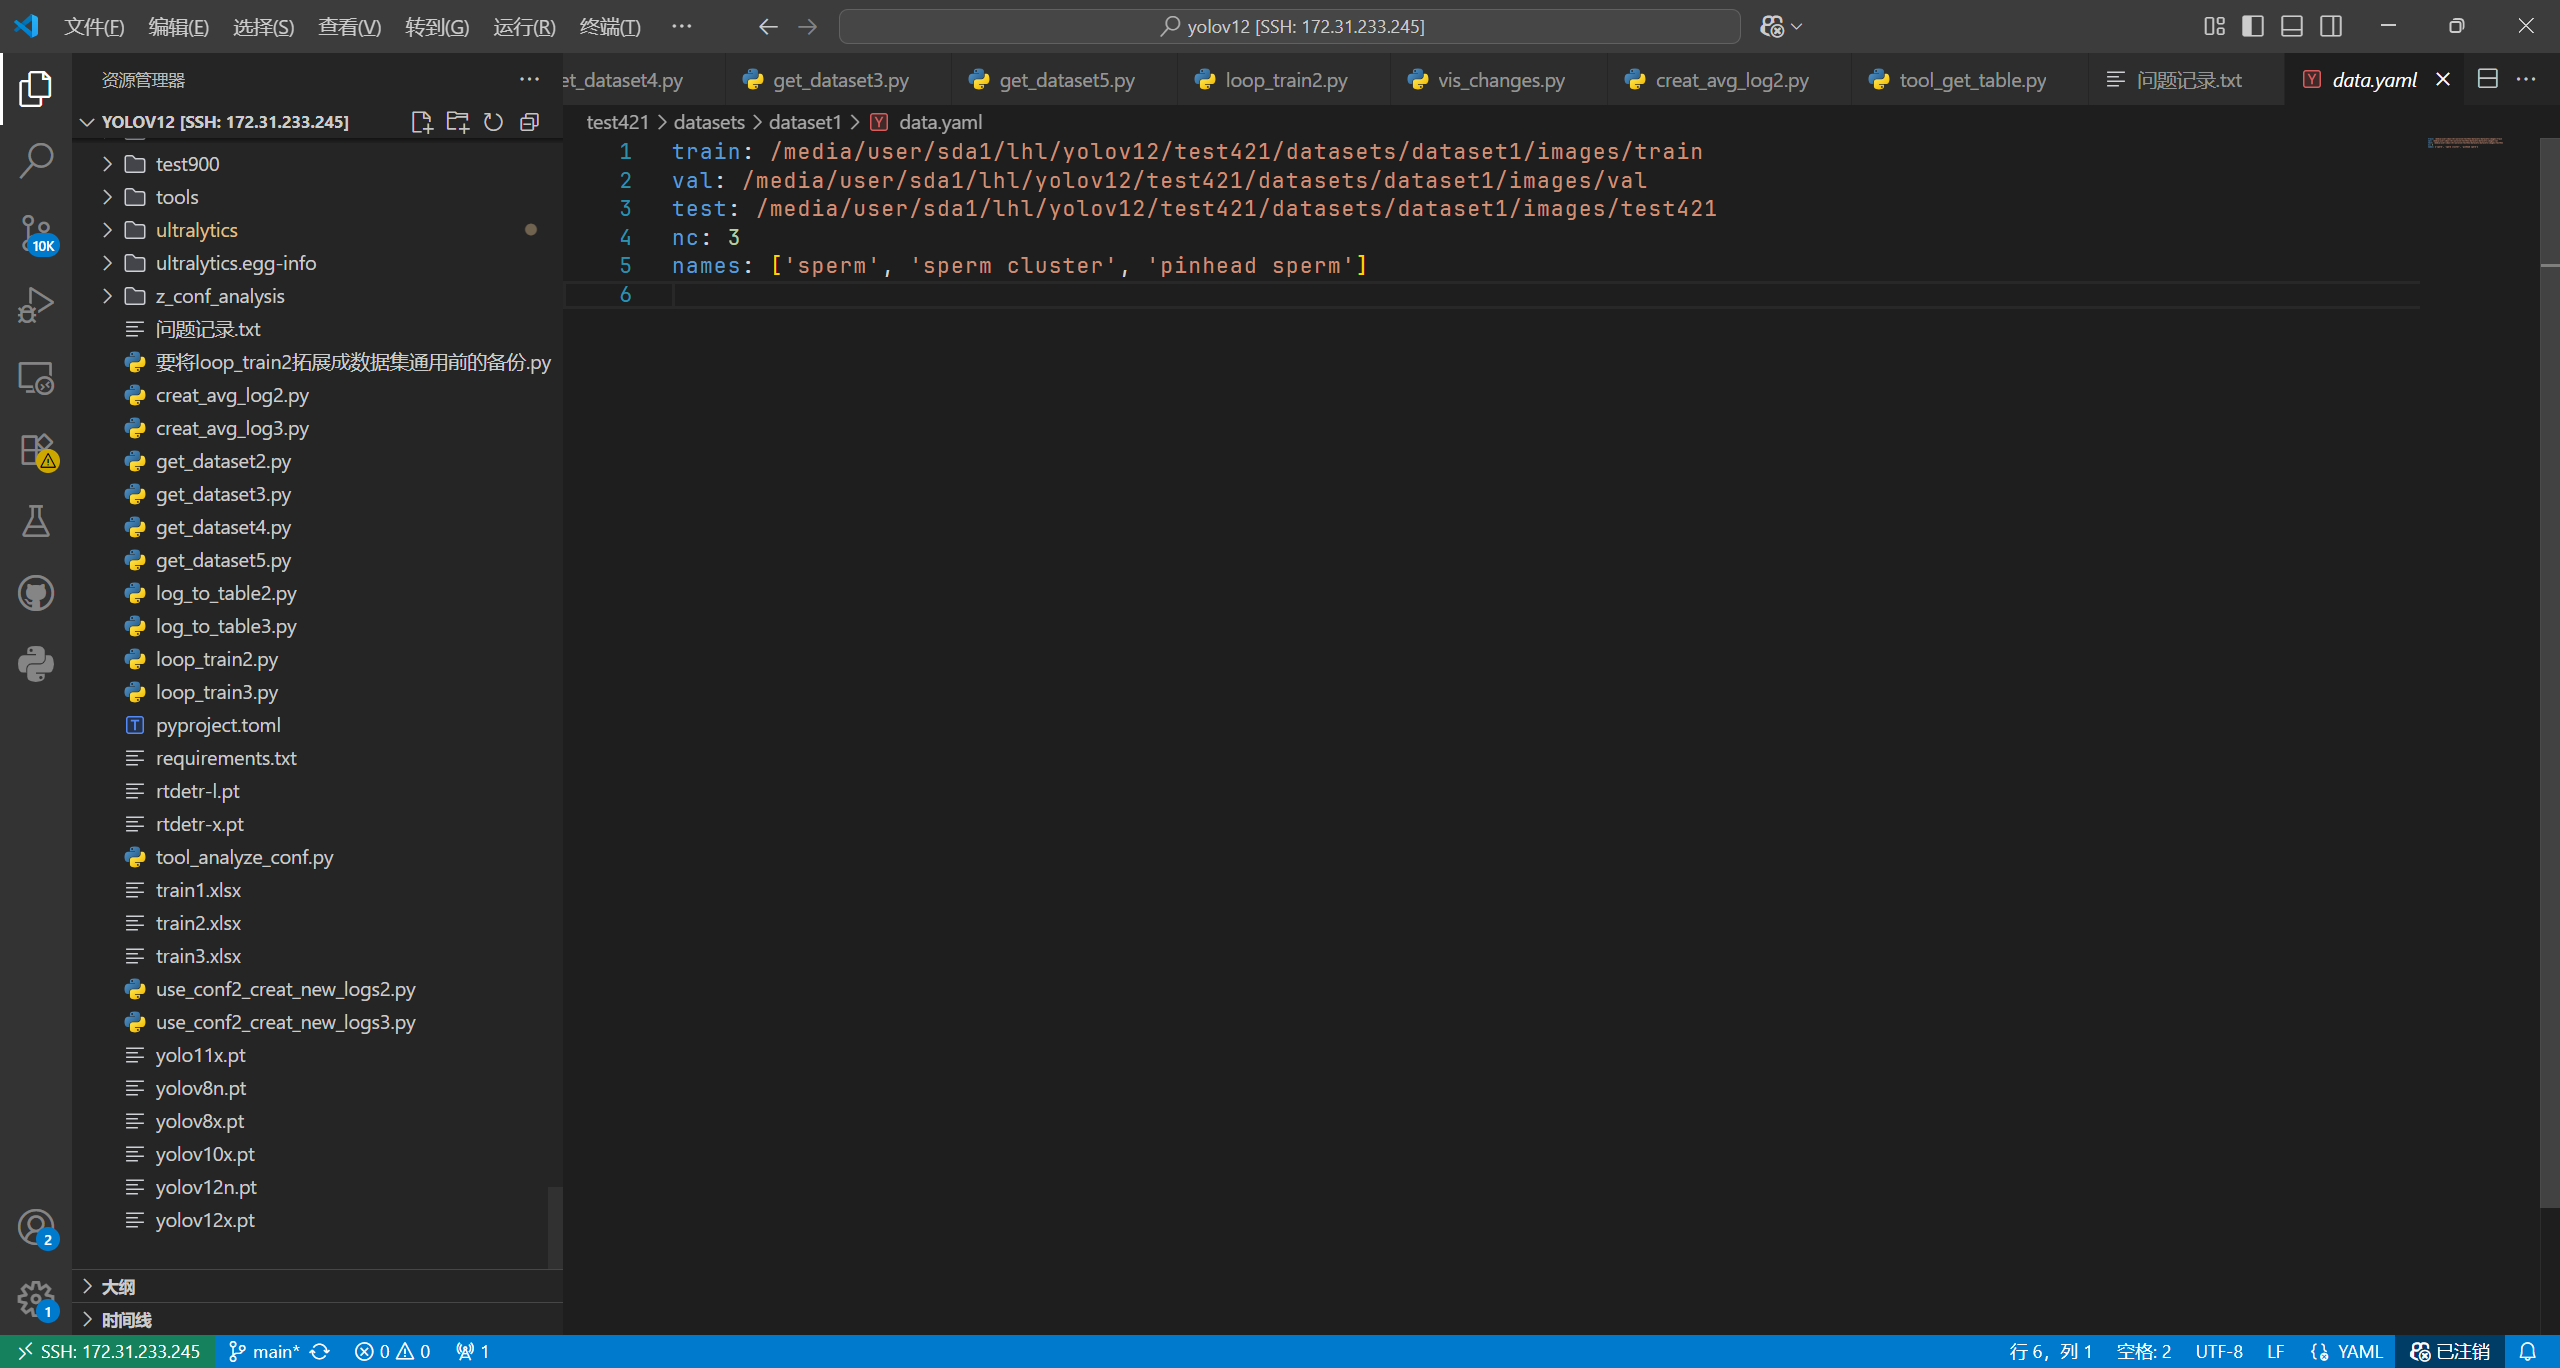 文件(F) 编辑(E) 选择(S) 查看(V) 转到(G) 运行(R) 终端(T) ··· yolov12 [SSH: 172.31.233.245]
资源管理器
et_dataset4.py get_dataset3.py get_dataset5.py loop_train2.py vis_changes.py creat_avg_log2.py tool_get_table.py 问题记录.txt data.yaml
YOLOV12 [SSH: 172.31.233.245]
test421 > datasets > dataset1 > data.yaml
test900
tools
ultralytics
ultralytics.egg-info
z_conf_analysis
问题记录.txt
要将loop_train2拓展成数据集通用前的备份.py
creat_avg_log2.py
creat_avg_log3.py
get_dataset2.py
get_dataset3.py
get_dataset4.py
get_dataset5.py
log_to_table2.py
log_to_table3.py
loop_train2.py
loop_train3.py
pyproject.toml
requirements.txt
rtdetr-l.pt
rtdetr-x.pt
tool_analyze_conf.py
train1.xlsx
train2.xlsx
train3.xlsx
use_conf2_creat_new_logs2.py
use_conf2_creat_new_logs3.py
yolo11x.pt
yolov8n.pt
yolov8x.pt
yolov10x.pt
yolov12n.pt
yolov12x.pt
大纲
时间线
10K
2
1
1 train: /media/user/sda1/lhl/yolov12/test421/datasets/dataset1/images/train
2 val: /media/user/sda1/lhl/yolov12/test421/datasets/dataset1/images/val
3 test: /media/user/sda1/lhl/yolov12/test421/datasets/dataset1/images/test421
4 nc: 3
5 names: ['sperm', 'sperm cluster', 'pinhead sperm']
6
SSH: 172.31.233.245 main* 0 0 1 行 6，列 1 空格: 2 UTF-8 LF YAML 已注销